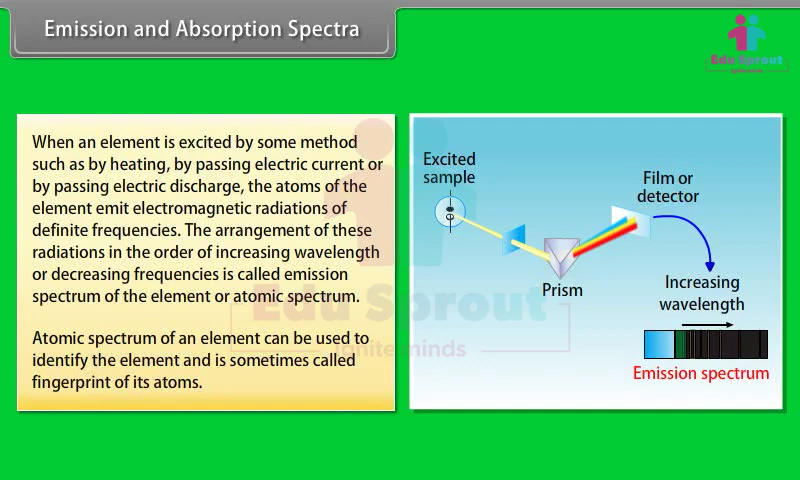 Emission and Absorption Spectra
Edu Sprout
When an element is excited by some method
such as by heating, by passing electric current or
by passing electric discharge, the atoms of the
element emit electromagnetic radiations of
definite frequencies. The arrangement of these
radiations in the order of increasing wavelength
or decreasing frequencies is called emission
spectrum of the element or atomic spectrum.
Atomic spectrum of an element can be used to
identify the element and is sometimes called
fingerprint of its atoms.
Excited
sample
Film or
detector
Prism
Increasing
wavelength
Emission spectrum
Edu Sprout
igniteminds